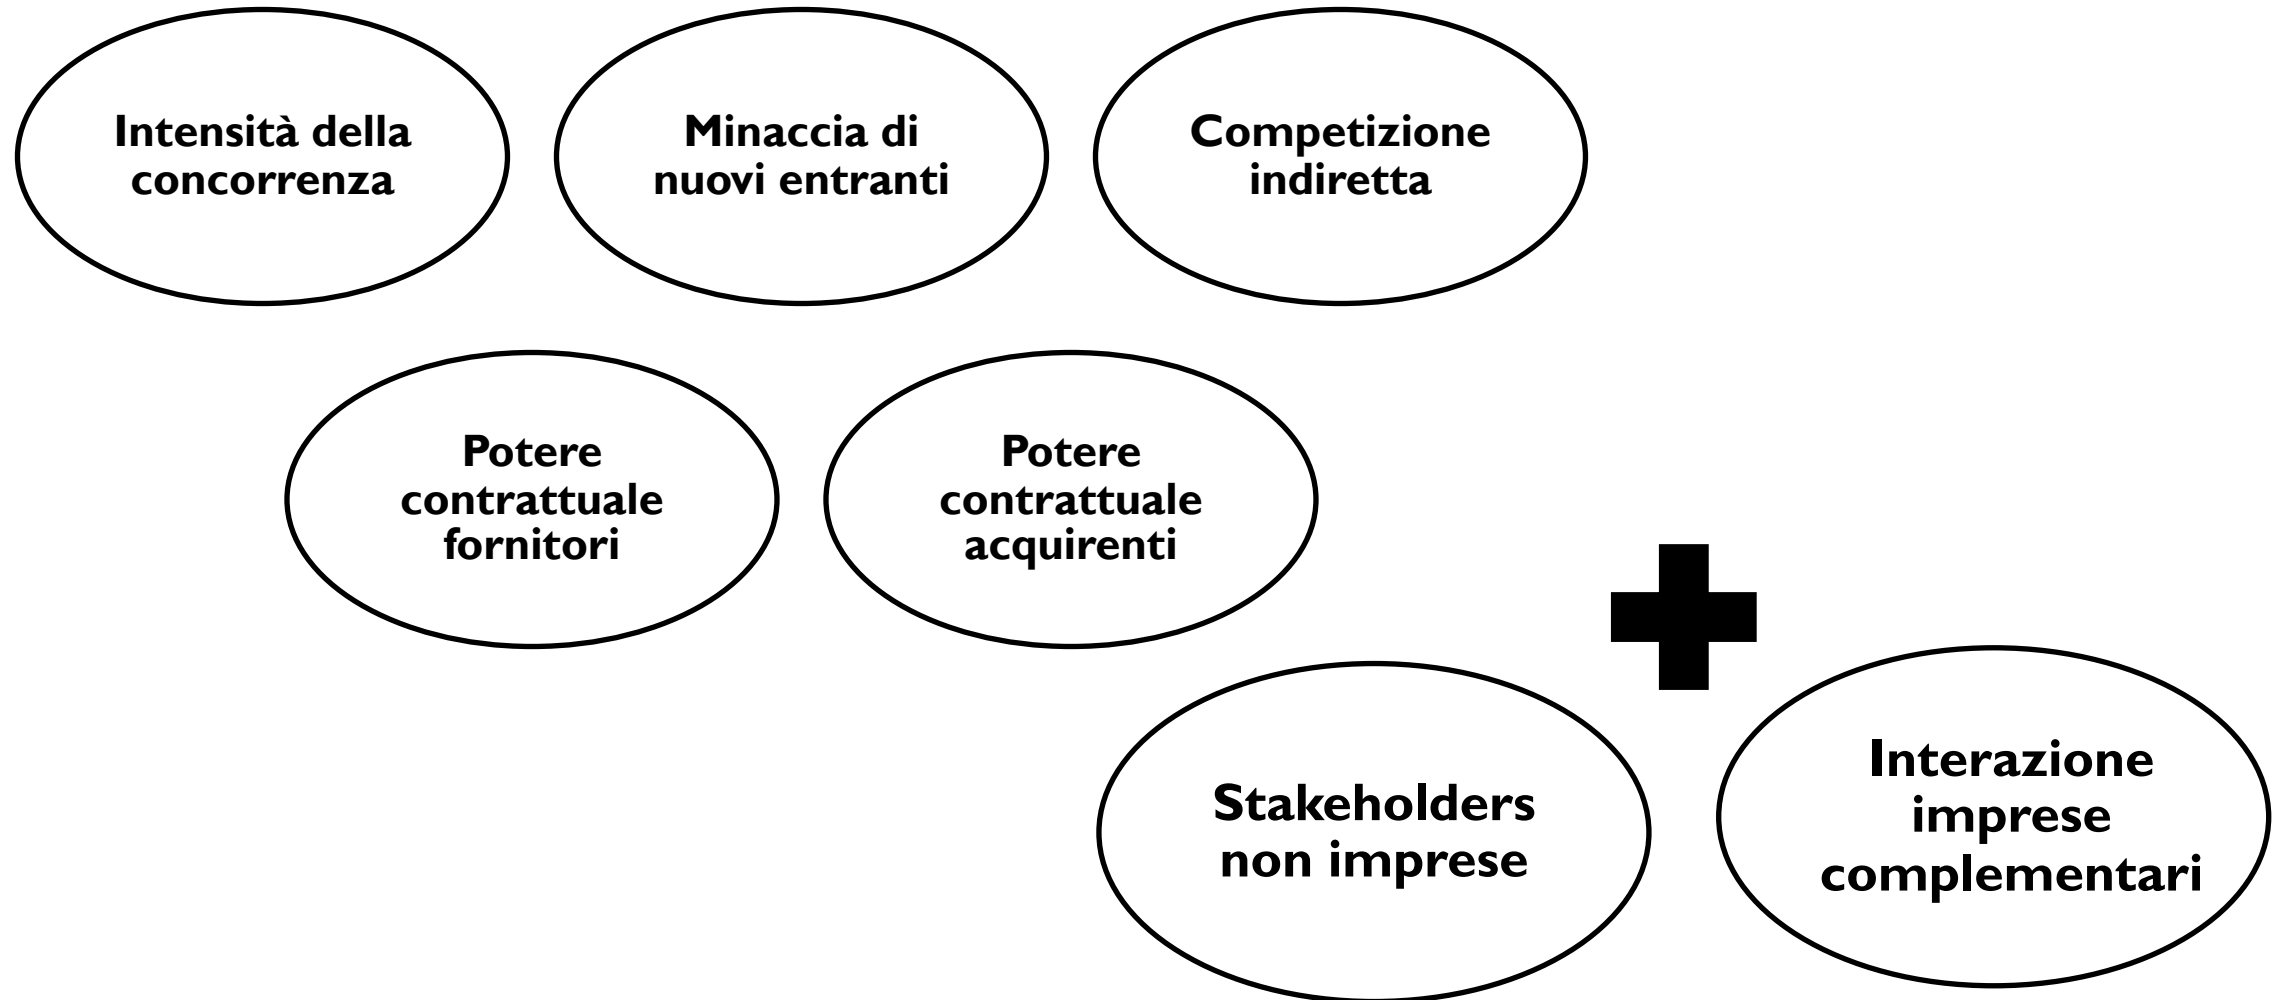 Intensità della
concorrenza
Minaccia di
nuovi entranti
Competizione
indiretta
Potere
contrattuale
fornitori
Potere
contrattuale
acquirenti
Stakeholders
non imprese
Interazione
imprese
complementari